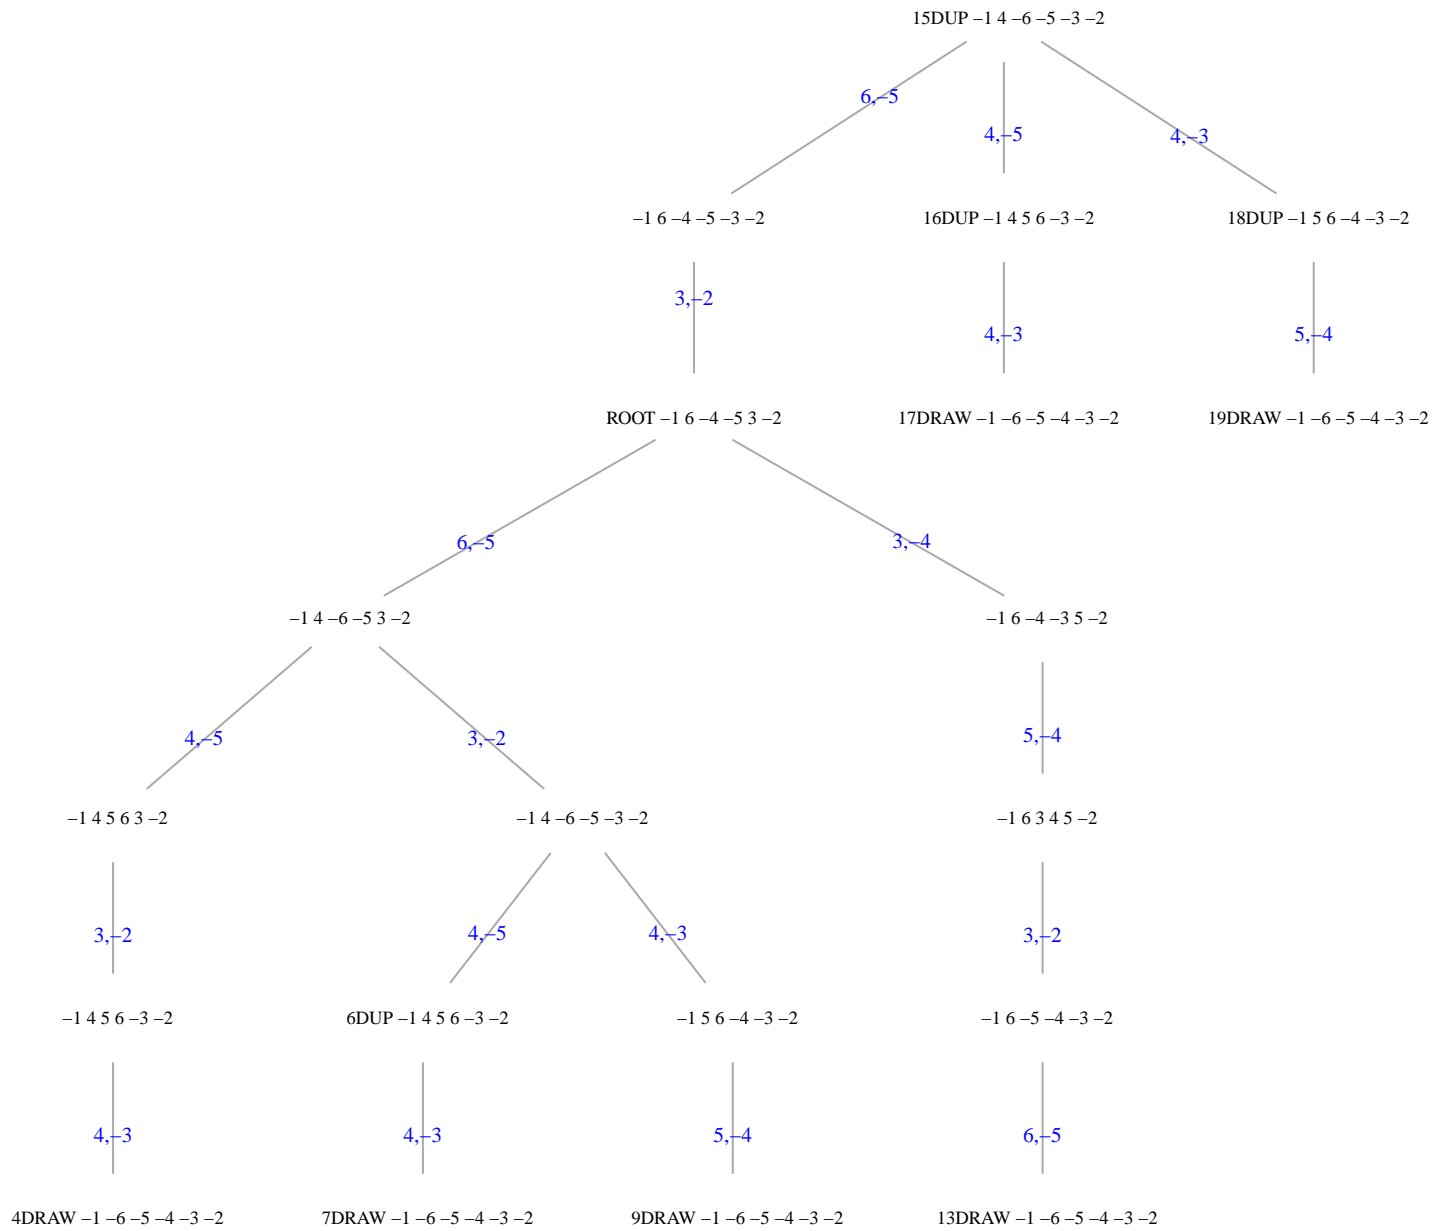 15DUP –1 4 –6 –5 –3 –2
6,–5
4,–5
4,–3
–1 6 –4 –5 –3 –2
16DUP –1 4 5 6 –3 –2
18DUP –1 5 6 –4 –3 –2
3,–2
4,–3
5,–4
ROOT –1 6 –4 –5 3 –2
17DRAW –1 –6 –5 –4 –3 –2
19DRAW –1 –6 –5 –4 –3 –2
6,–5
3,–4
–1 4 –6 –5 3 –2
–1 6 –4 –3 5 –2
4,–5
3,–2
5,–4
–1 4 5 6 3 –2
–1 4 –6 –5 –3 –2
–1 6 3 4 5 –2
3,–2
4,–5
4,–3
3,–2
–1 4 5 6 –3 –2
6DUP –1 4 5 6 –3 –2
–1 5 6 –4 –3 –2
–1 6 –5 –4 –3 –2
4,–3
4,–3
5,–4
6,–5
4DRAW –1 –6 –5 –4 –3 –2
7DRAW –1 –6 –5 –4 –3 –2
9DRAW –1 –6 –5 –4 –3 –2
13DRAW –1 –6 –5 –4 –3 –2